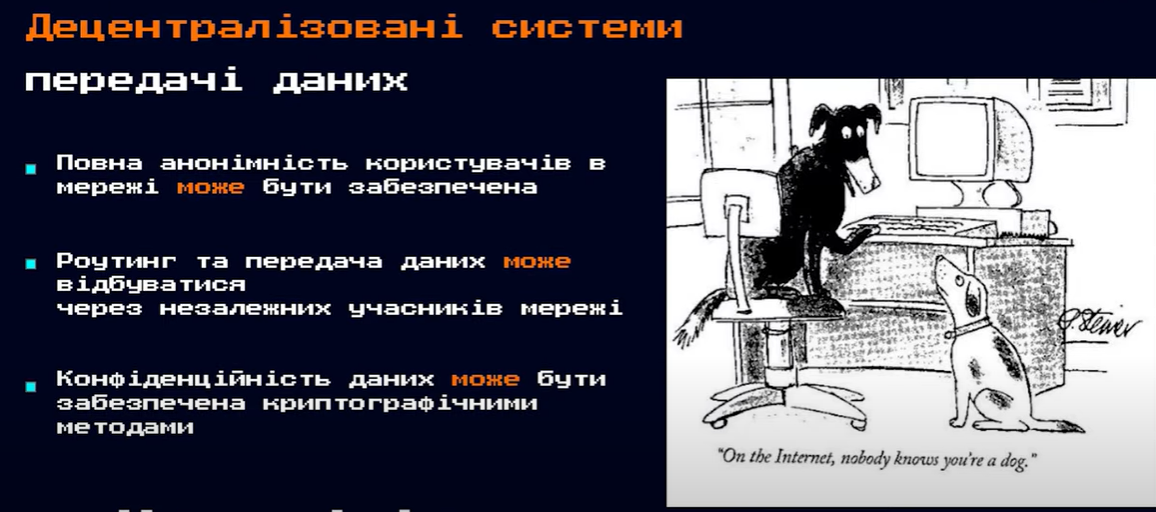 Децентралізовані системи
передачі даних
Повна анонімність користувачів в
мережі може бути забезпечена
Роутинг та передача даних може
відбуватися
через незалежних учасників мережі
Конфіденційність даних може бути
забезпечена криптографічними
методами
P. Steiner
"On the Internet, nobody knows you're a dog."